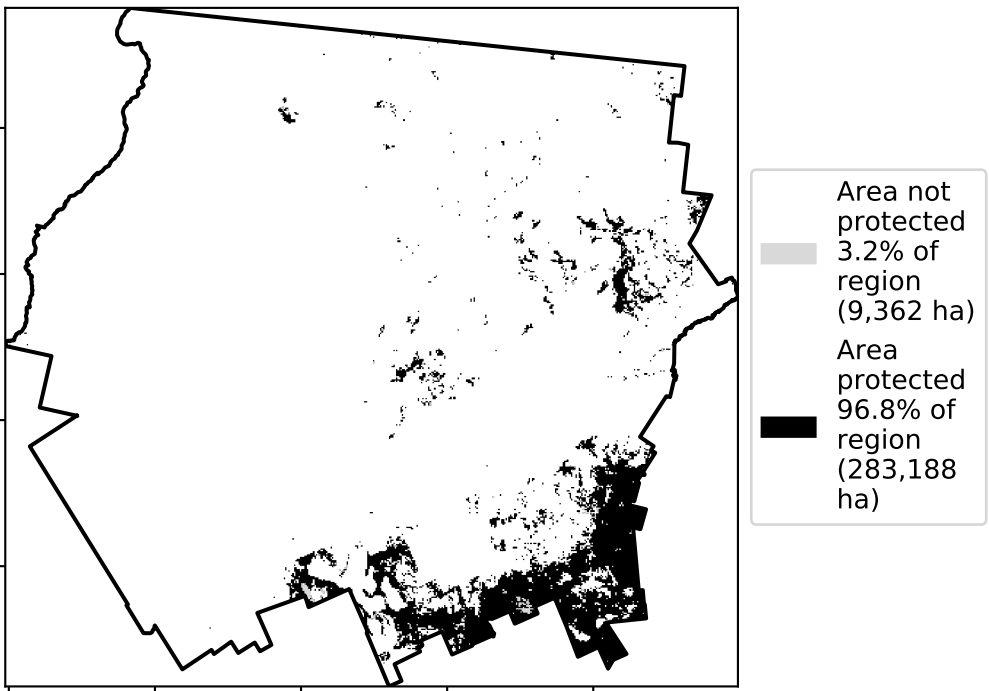 Area not
protected
3.2% of
region
(9,362 ha)
Area
protected
96.8% of
region
(283,188
ha)